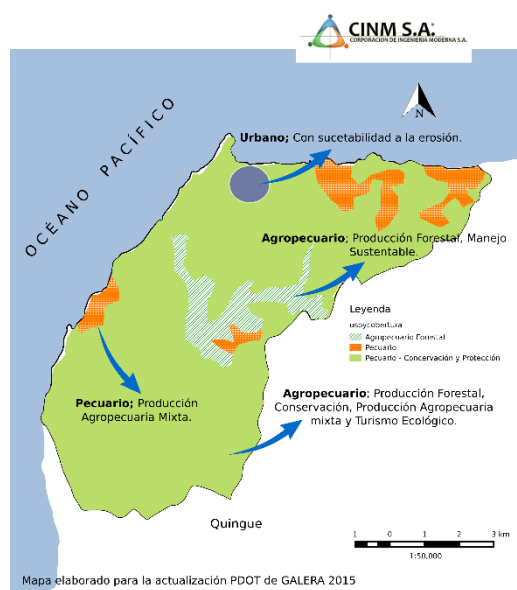 CINM S.A.
CORPORACION DE INGENIERIA MODERNA S.A.
N
OCÉANO PACÍFICO
Urbano; Con sucetabilidad a la erosión.
Agropecuario; Producción Forestal, Manejo
Sustentable.
Leyenda
usoycobertura
Agropecuario Forestal
Pecuario
Pecuario - Conservación y Protección
Pecuario; Producción
Agropecuaria Mixta.
Agropecuario; Producción Forestal,
Conservación, Producción Agropecuaria
mixta y Turismo Ecológico.
Quingue
1 0 1 2 3 km
1:50,000
Mapa elaborado para la actualización PDOT de GALERA 2015